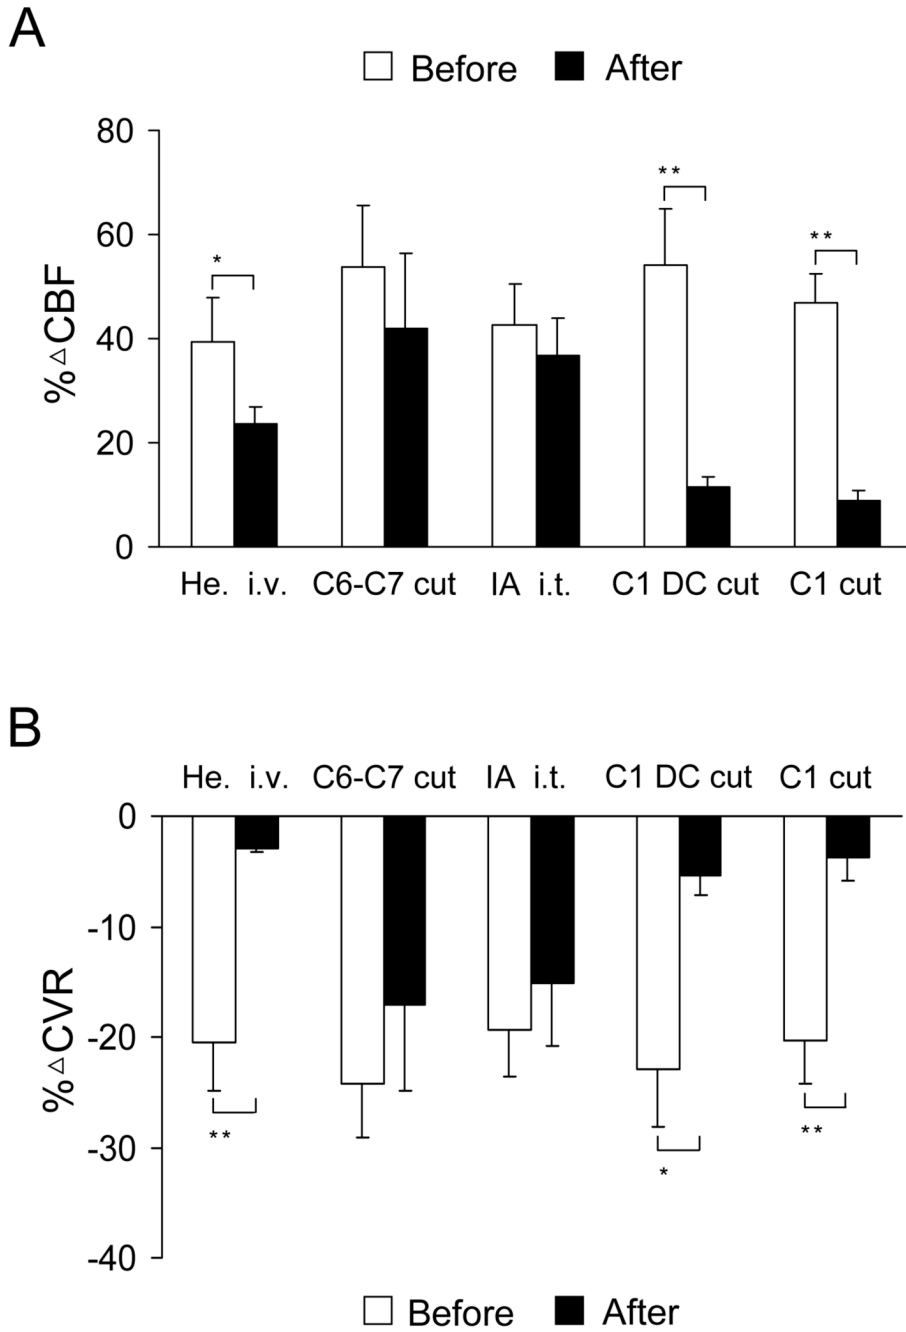 A
Before After
80
60
40
20
0
%△CBF
*
**
**
He. i.v. C6-C7 cut IA i.t. C1 DC cut C1 cut
B
He. i.v. C6-C7 cut IA i.t. C1 DC cut C1 cut
0
-10
-20
-30
-40
%△CVR
**
*
**
Before After